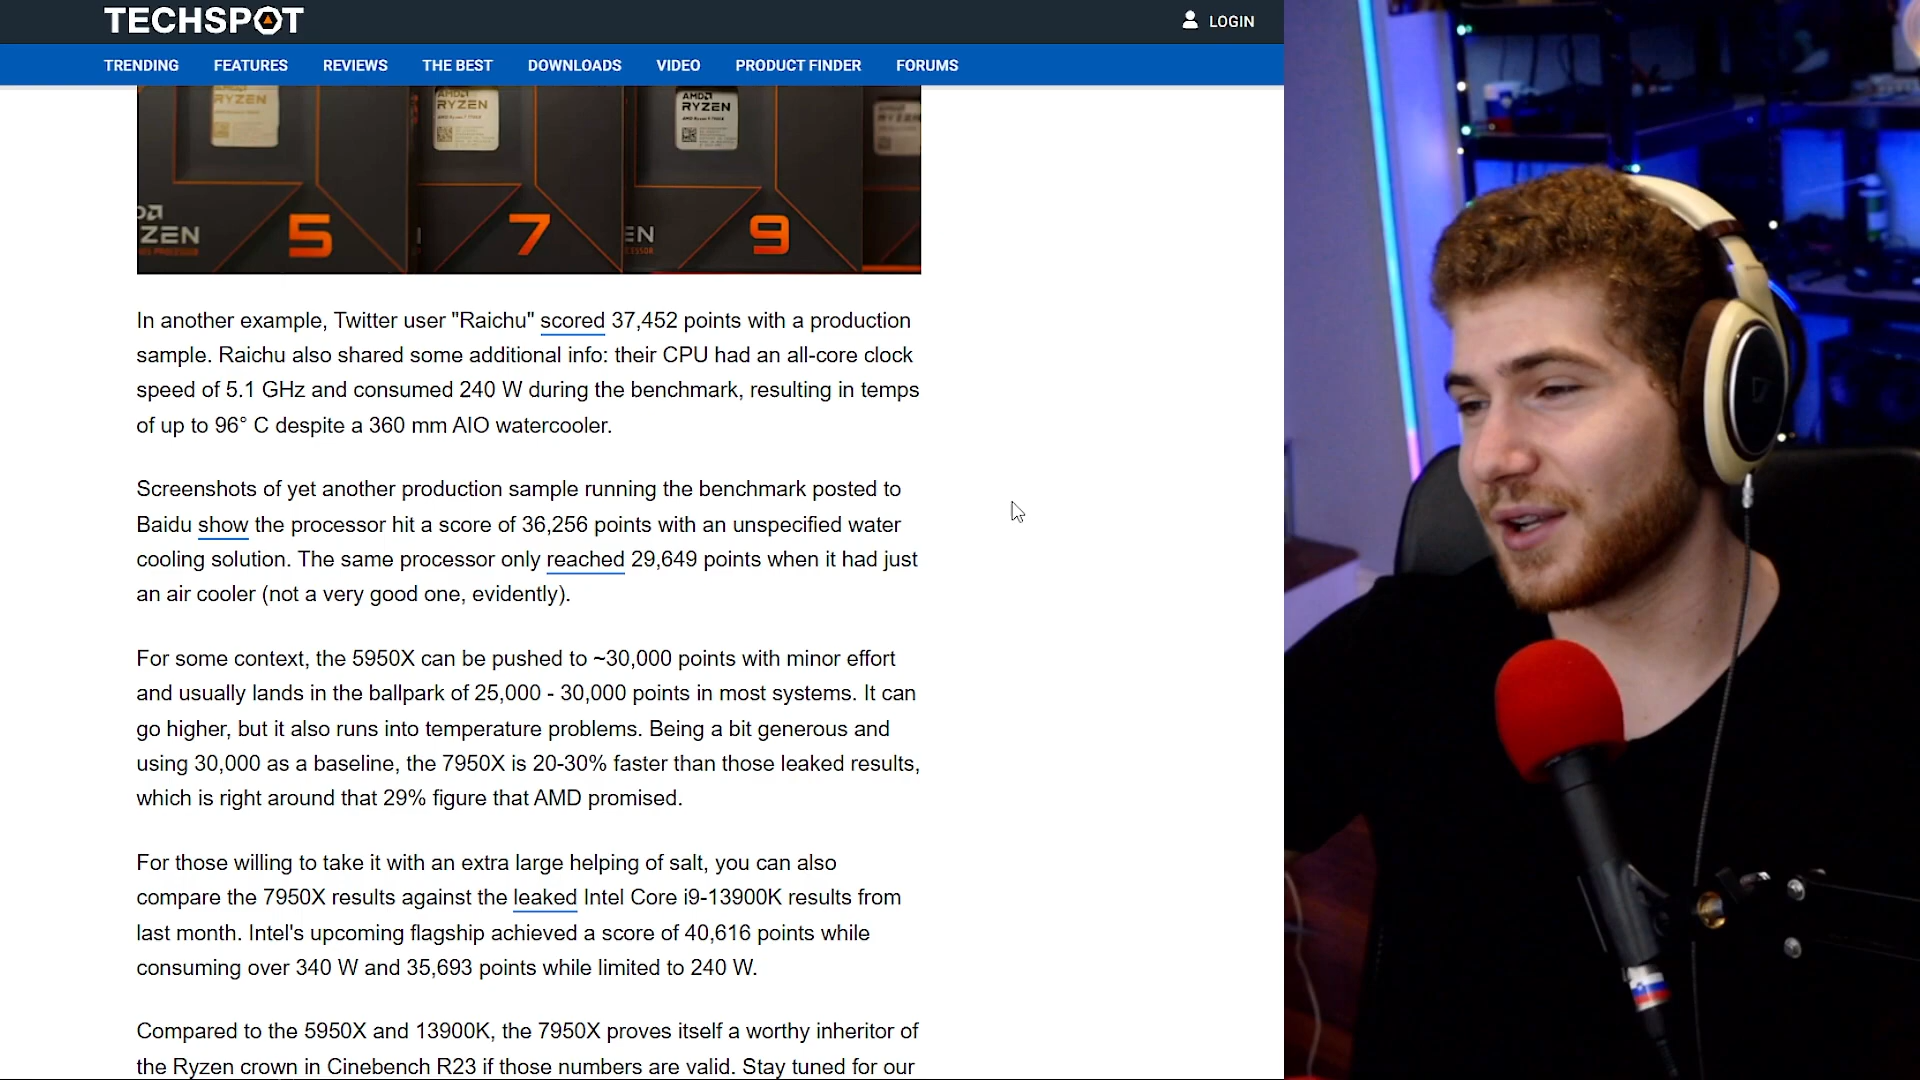 TECHSPOT
LOGIN
TRENDING FEATURES REVIEWS THE BEST DOWNLOADS VIDEO PRODUCT FINDER FORUMS
RYZEN
AMD
RYZEN
AMD
RYZEN
ZEN
5
7
EN
9
In another example, Twitter user "Raichu" scored 37,452 points with a production
sample. Raichu also shared some additional info: their CPU had an all-core clock
speed of 5.1 GHz and consumed 240 W during the benchmark, resulting in temps
of up to 96° C despite a 360 mm AIO watercooler.
Screenshots of yet another production sample running the benchmark posted to
Baidu show the processor hit a score of 36,256 points with an unspecified water
cooling solution. The same processor only reached 29,649 points when it had just
an air cooler (not a very good one, evidently).
For some context, the 5950X can be pushed to ~30,000 points with minor effort
and usually lands in the ballpark of 25,000 - 30,000 points in most systems. It can
go higher, but it also runs into temperature problems. Being a bit generous and
using 30,000 as a baseline, the 7950X is 20-30% faster than those leaked results,
which is right around that 29% figure that AMD promised.
For those willing to take it with an extra large helping of salt, you can also
compare the 7950X results against the leaked Intel Core i9-13900K results from
last month. Intel's upcoming flagship achieved a score of 40,616 points while
consuming over 340 W and 35,693 points while limited to 240 W.
Compared to the 5950X and 13900K, the 7950X proves itself a worthy inheritor of
the Ryzen crown in Cinebench R23 if those numbers are valid. Stay tuned for our